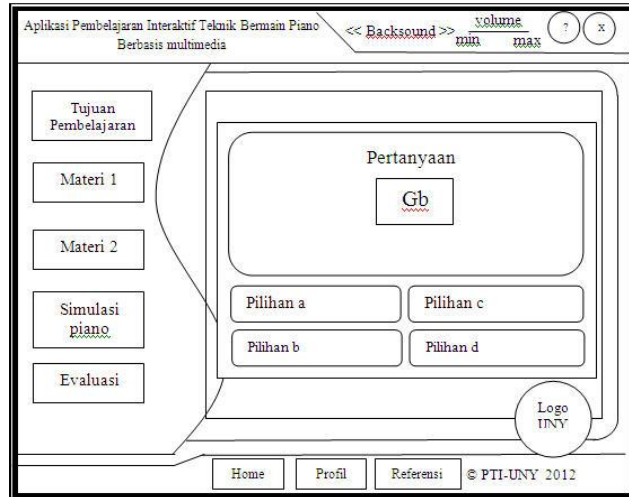 Aplikasi Pembelajaran Interaktif Teknik Bermain Piano
Berbasis multimedia
<< Backsound >>
volume
min max
?
x
Tujuan
Pembelajaran
Materi 1
Materi 2
Simulasi
piano
Evaluasi
Pertanyaan
Gb
Pilihan a
Pilihan c
Pilihan b
Pilihan d
Logo
UNY
Home
Profil
Referensi
© PTI-UNY 2012